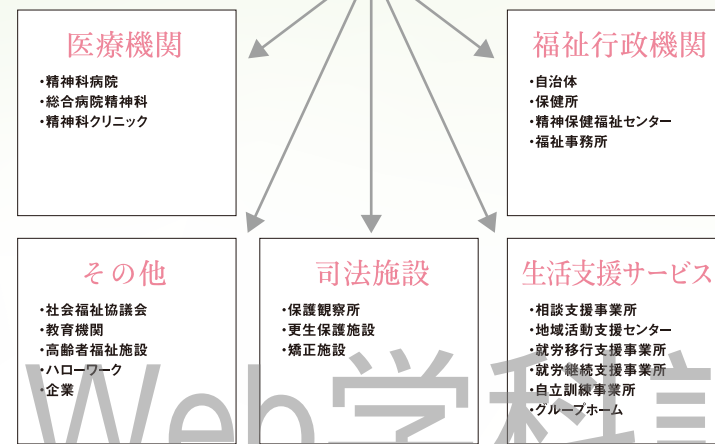 医療機関
・精神科病院
・総合病院精神科
・精神科クリニック
福祉行政機関
・自治体
・保健所
・精神保健福祉センター
・福祉事務所
その他
・社会福祉協議会
・教育機関
・高齢者福祉施設
・ハローワーク
・企業
司法施設
・保護観察所
・更生保護施設
・矯正施設
生活支援サービス
・相談支援事業所
・地域活動支援センター
・就労移行支援事業所
・就労継続支援事業所
・自立訓練事業所
・グループホーム
Web学科